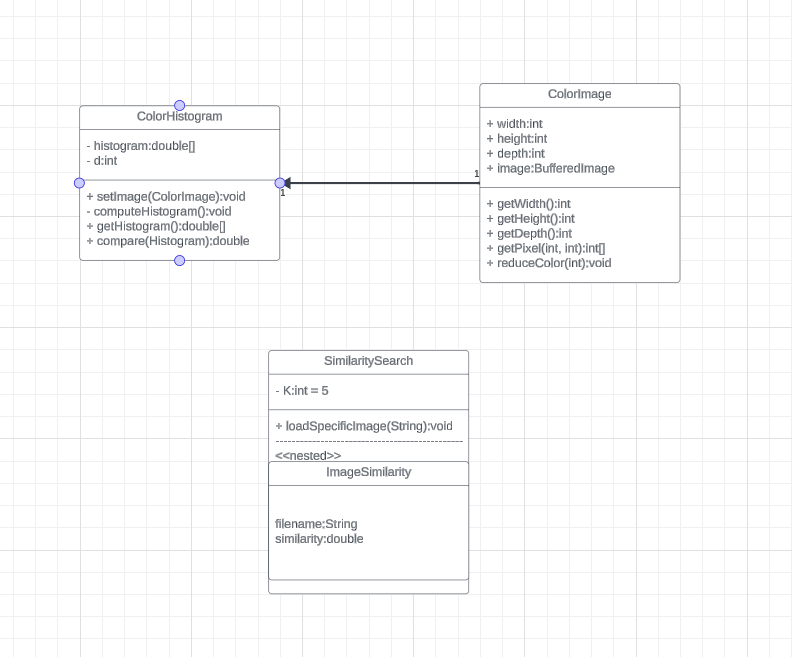 ColorHistogram
- histogram:double[]
- d:int
+ setImage(ColorImage):void
- computeHistogram():void
+ getHistogram():double[]
+ compare(Histogram):double
1
1
ColorImage
+ width:int
+ height:int
+ depth:int
+ image:BufferedImage
+ getWidth():int
+ getHeight():int
+ getDepth():int
+ getPixel(int, int):int[]
+ reduceColor(int):void
SimilaritySearch
- K:int = 5
+ loadSpecificImage(String):void
<<nested>>
ImageSimilarity
filename:String
similarity:double